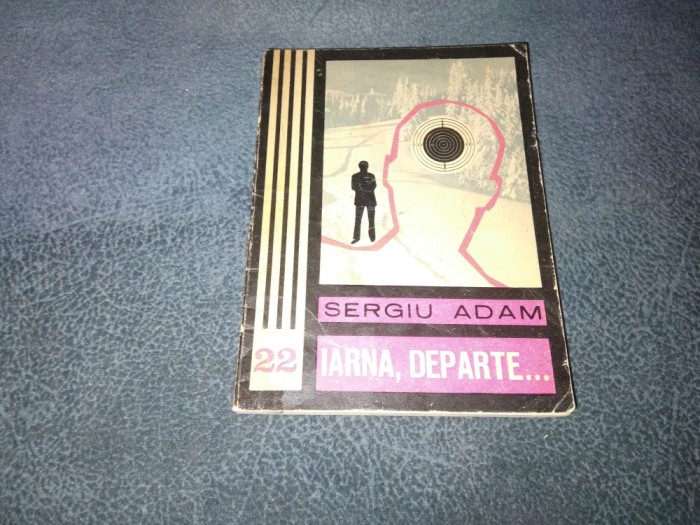 SERGIU ADAM
22
IARNA, DEPARTE...